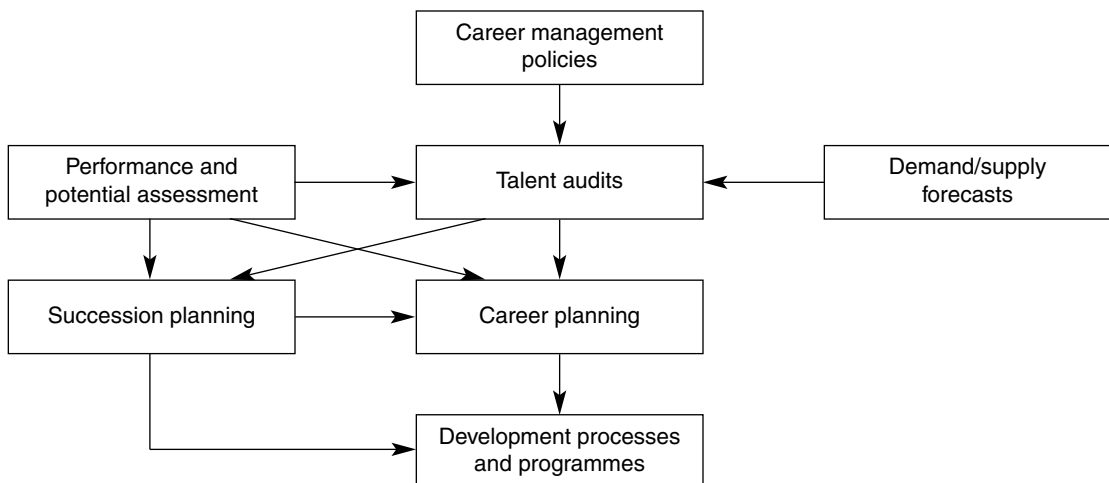 Career management
policies
Performance and
potential assessment
Talent audits
Demand/supply
forecasts
Succession planning
Career planning
Development processes
and programmes